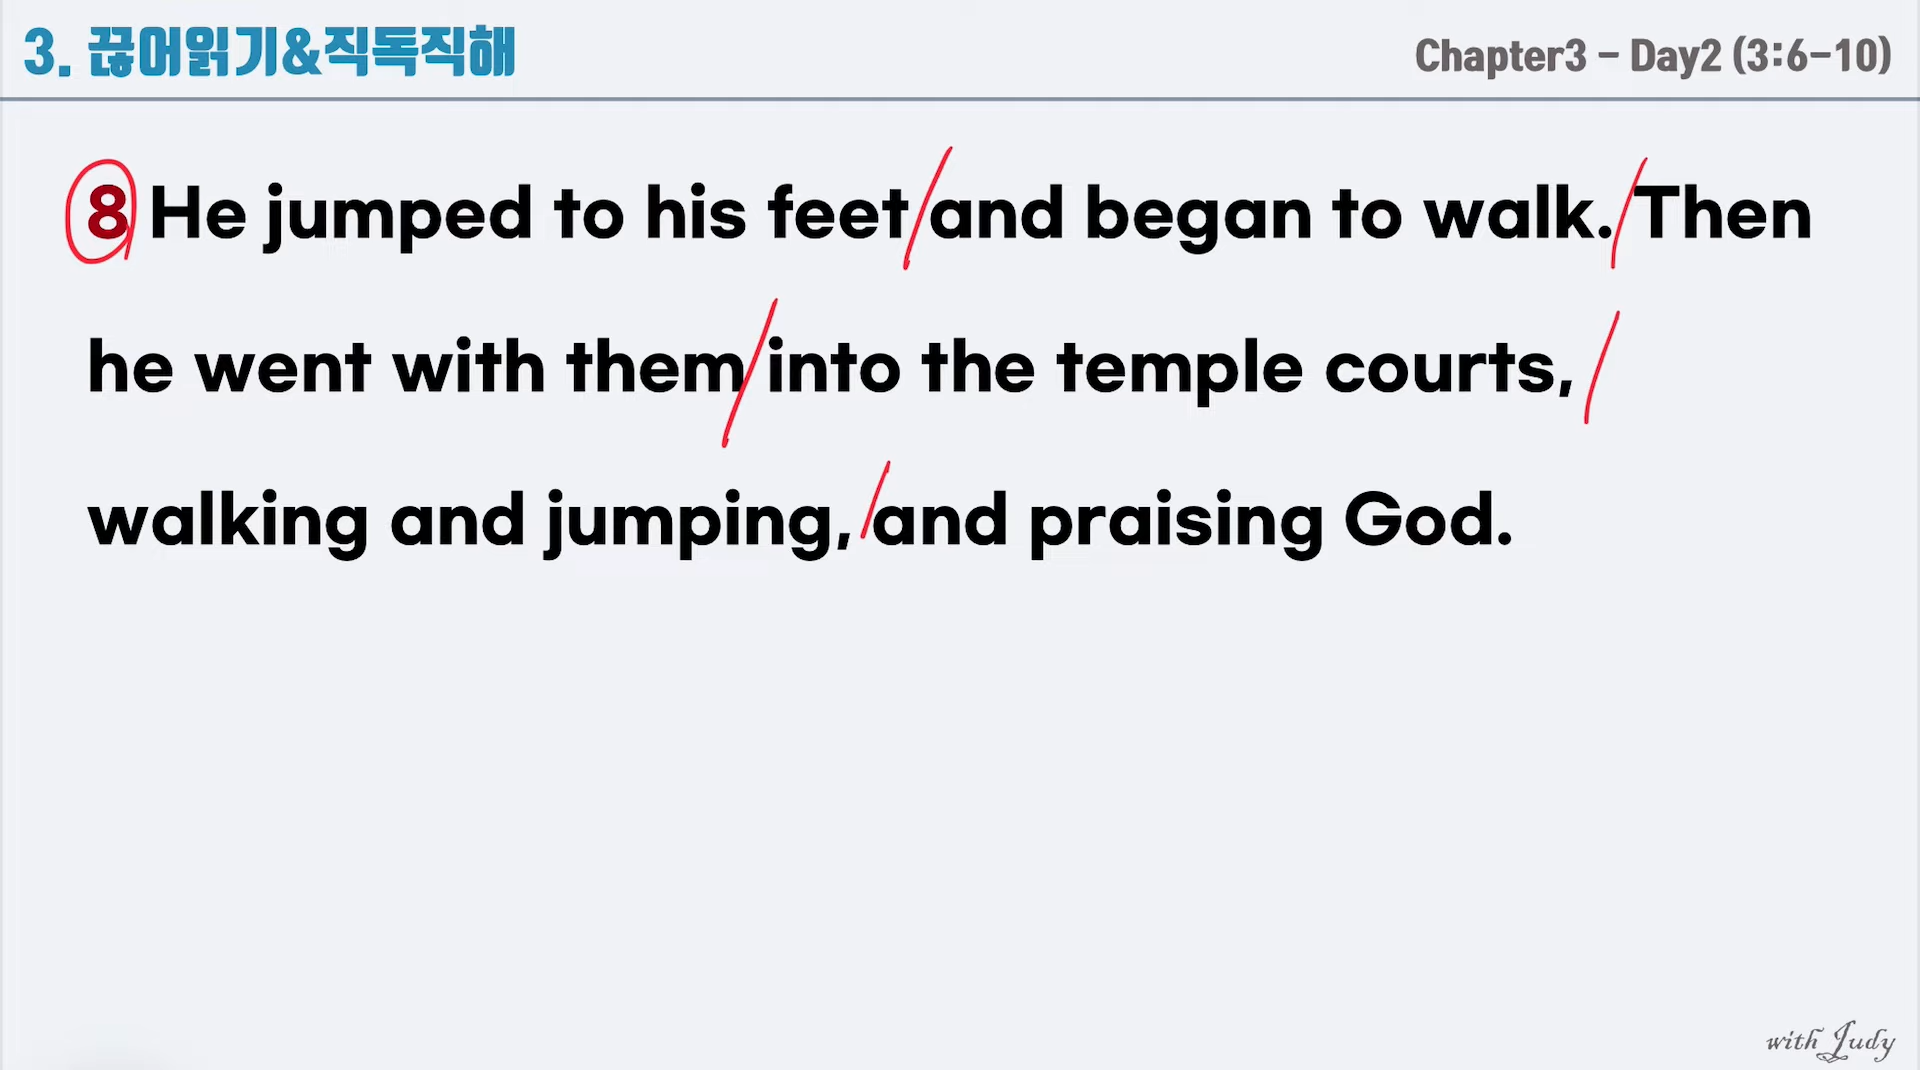 3. 끊어읽기&직독직해
Chapter3 - Day2 (3:6-10)
8 He jumped to his feet/and began to walk./Then
he went with them/into the temple courts,/
walking and jumping,/and praising God.
with Judy